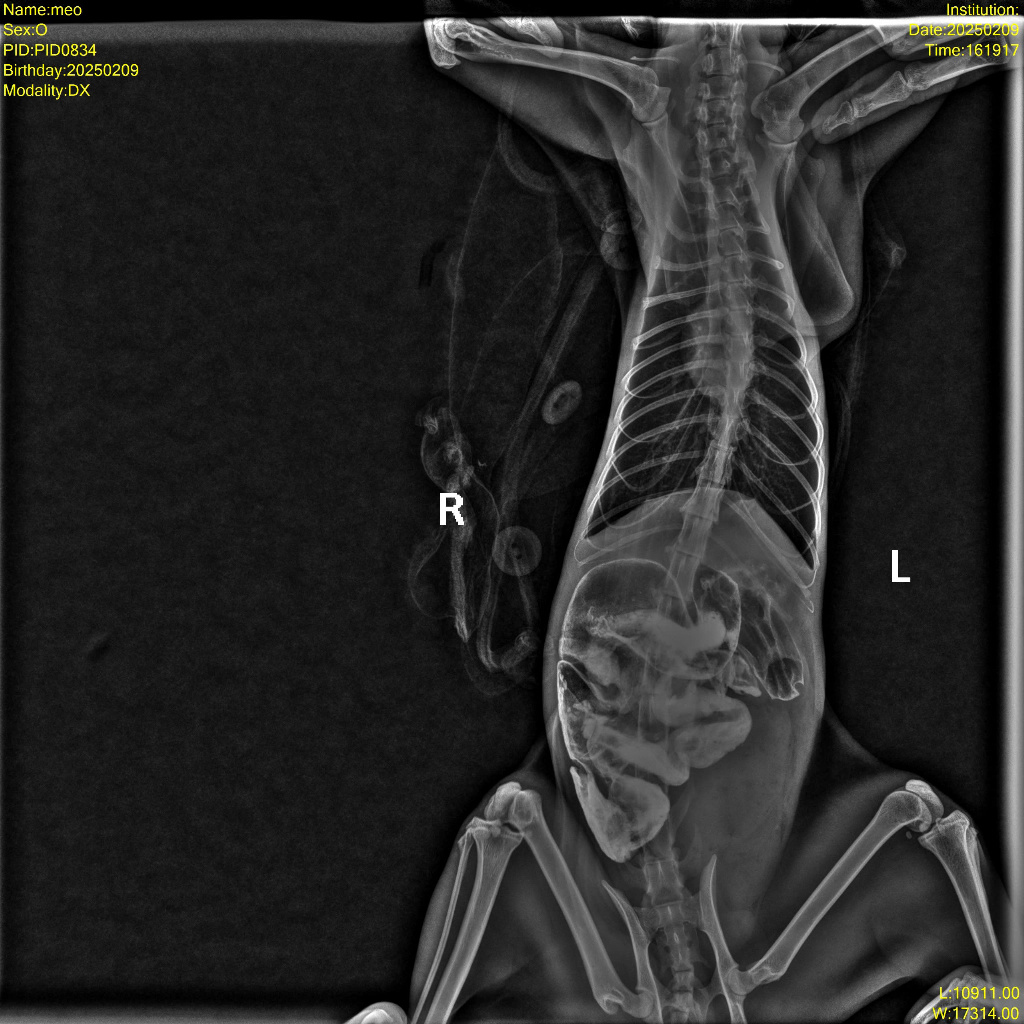 Name:meo
Sex:O
PID:PID0834
Birthday:20250209
Modality:DX
Institution:
Date:20250209
Time:161917
R
L
L:10911.00
W:17314.00